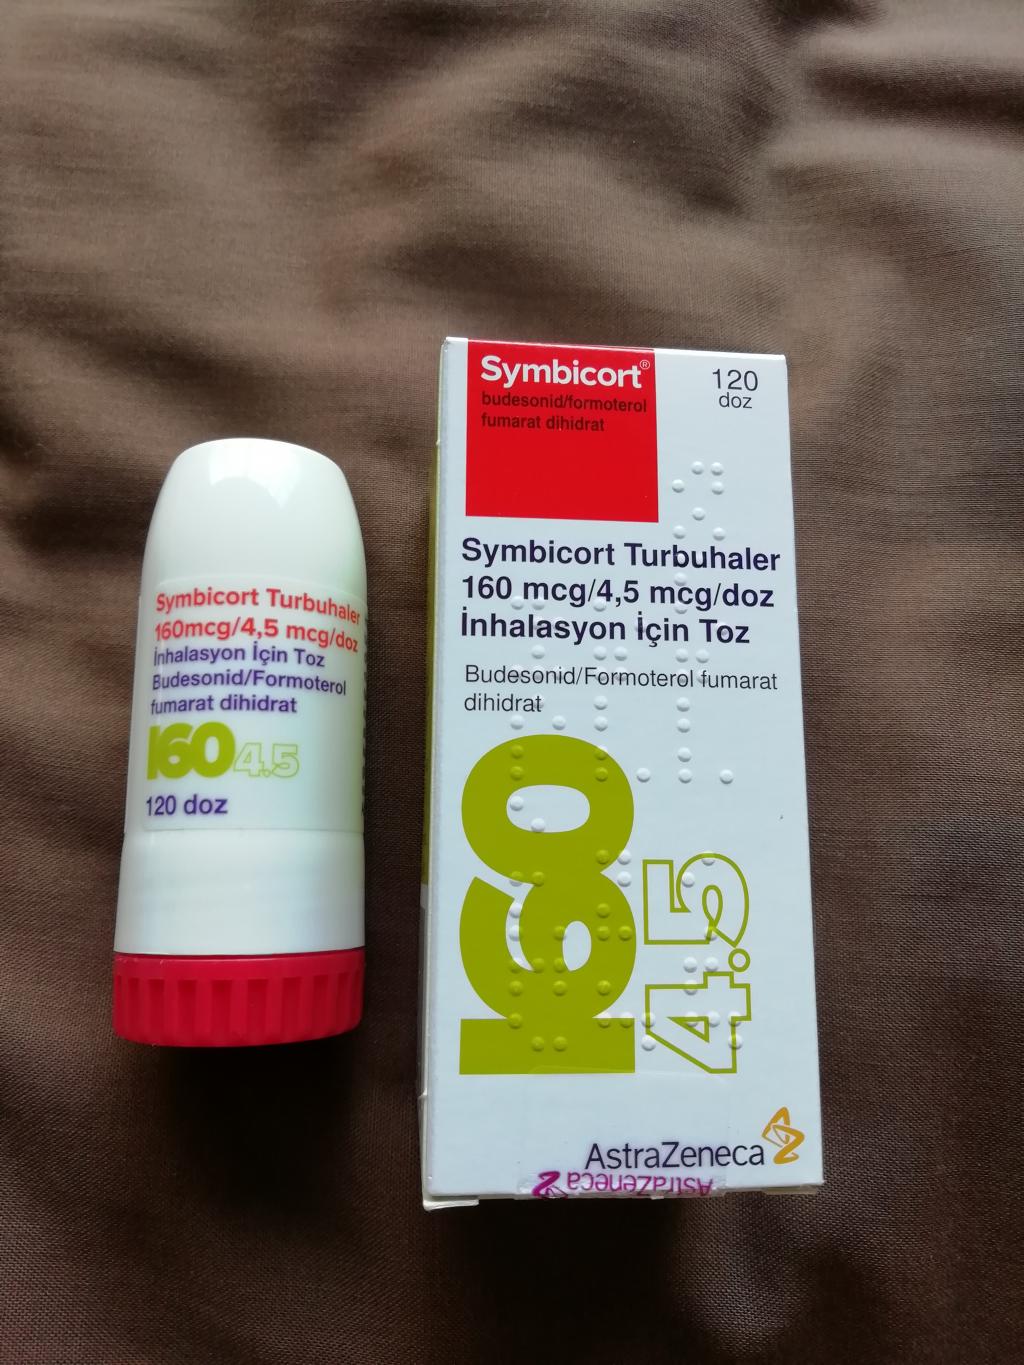 Symbicort Turbuhaler
160mcg/4,5 mcg/doz
İnhalasyon İçin Toz
Budesonid/Formoterol
fumarat dihidrat
160 4.5
120 doz
Symbicort®
budesonid/formoterol
fumarat dihidrat
120
doz
Symbicort Turbuhaler
160 mcg/4,5 mcg/doz
İnhalasyon İçin Toz
Budesonid/Formoterol fumarat
dihidrat
160
4.5
AstraZeneca
AstraZeneca